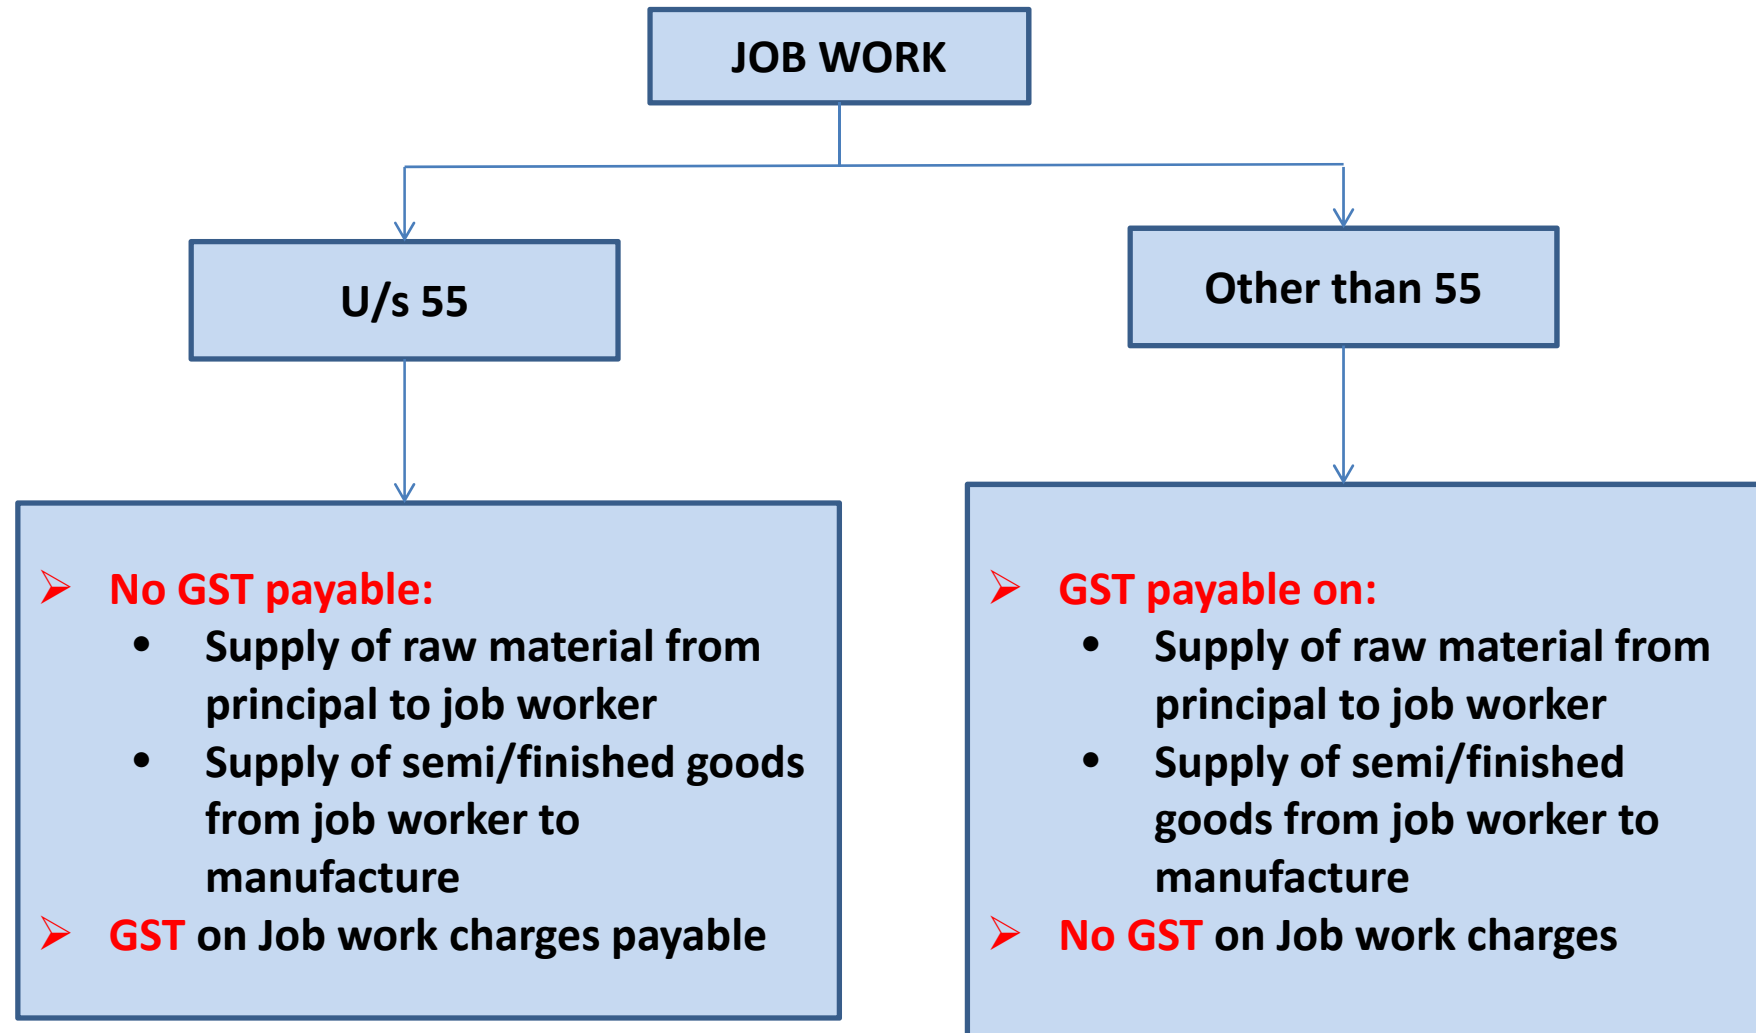 JOB WORK
U/s 55
Other than 55
➢ No GST payable:
• Supply of raw material from
principal to job worker
• Supply of semi/finished goods
from job worker to
manufacture
➢ GST on Job work charges payable
➢ GST payable on:
• Supply of raw material from
principal to job worker
• Supply of semi/finished
goods from job worker to
manufacture
➢ No GST on Job work charges